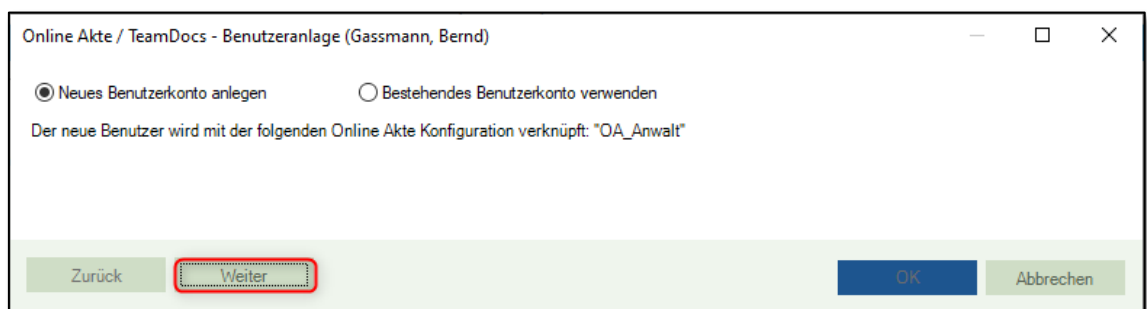 Online Akte / TeamDocs - Benutzeranlage (Gassmann, Bernd)
Neues Benutzerkonto anlegen Bestehendes Benutzerkonto verwenden
Der neue Benutzer wird mit der folgenden Online Akte Konfiguration verknüpft: "OA_Anwalt"
Zurück Weiter OK Abbrechen